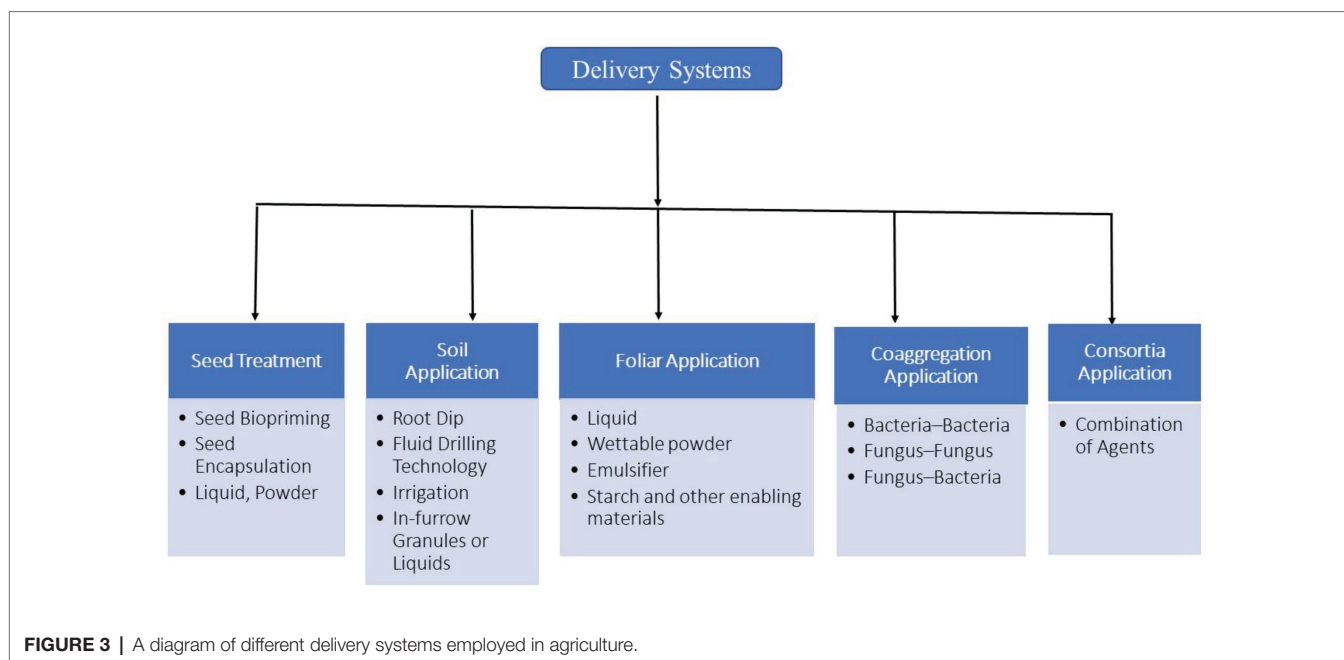 Delivery Systems
Seed Treatment
• Seed Biopriming
• Seed
Encapsulation
• Liquid, Powder
Soil
Application
• Root Dip
• Fluid Drilling
Technology
• Irrigation
• In-furrow
Granules or
Liquids
Foliar Application
• Liquid
• Wettable powder
• Emulsifier
• Starch and other enabling
materials
Coaggregation
Application
• Bacteria–Bacteria
• Fungus–Fungus
• Fungus–Bacteria
Consortia
Application
• Combination
of Agents
FIGURE 3 | A diagram of different delivery systems employed in agriculture.